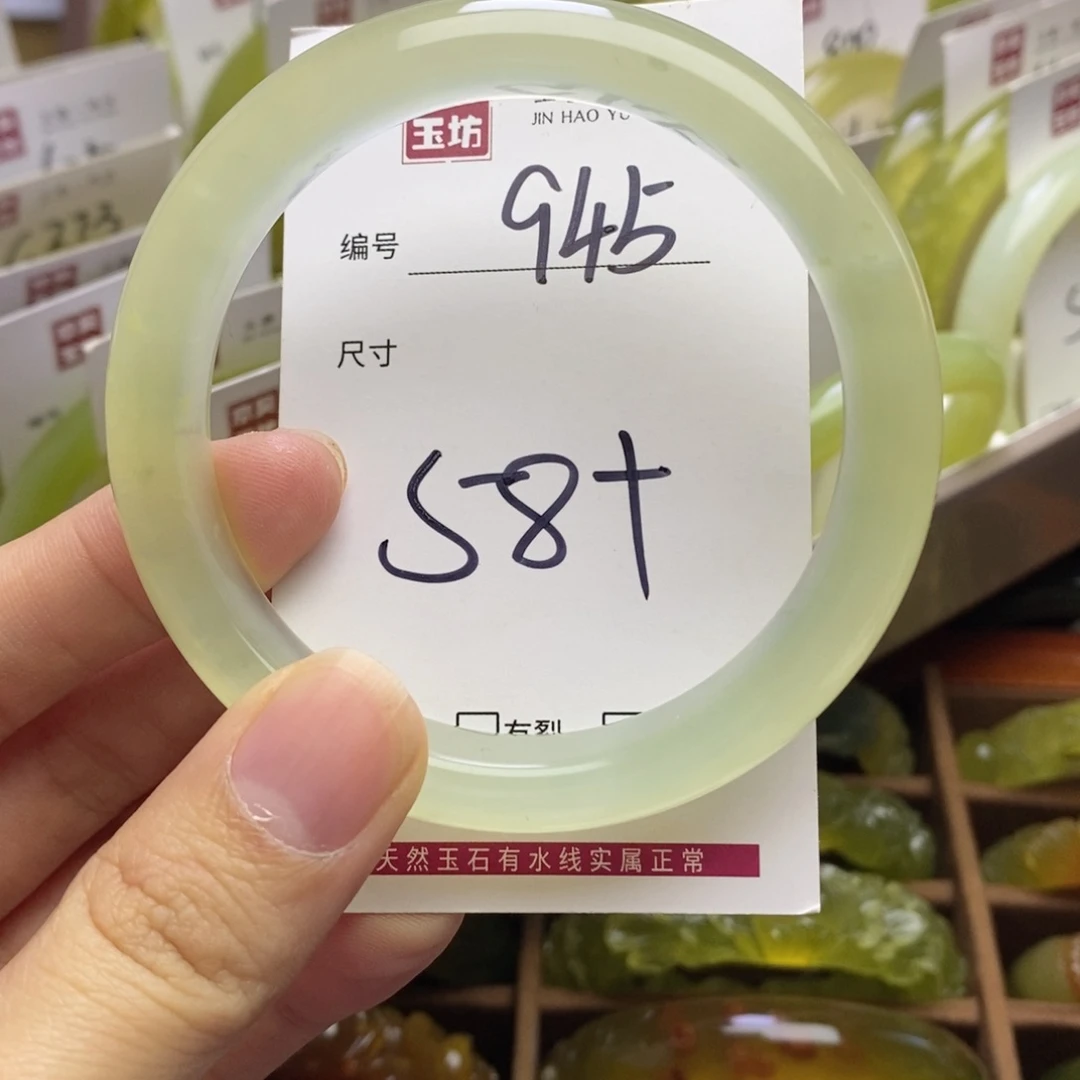 玉坊
JIN HAO YU
编号 945
尺寸
58+
有裂
天然玉石有水线实属正常